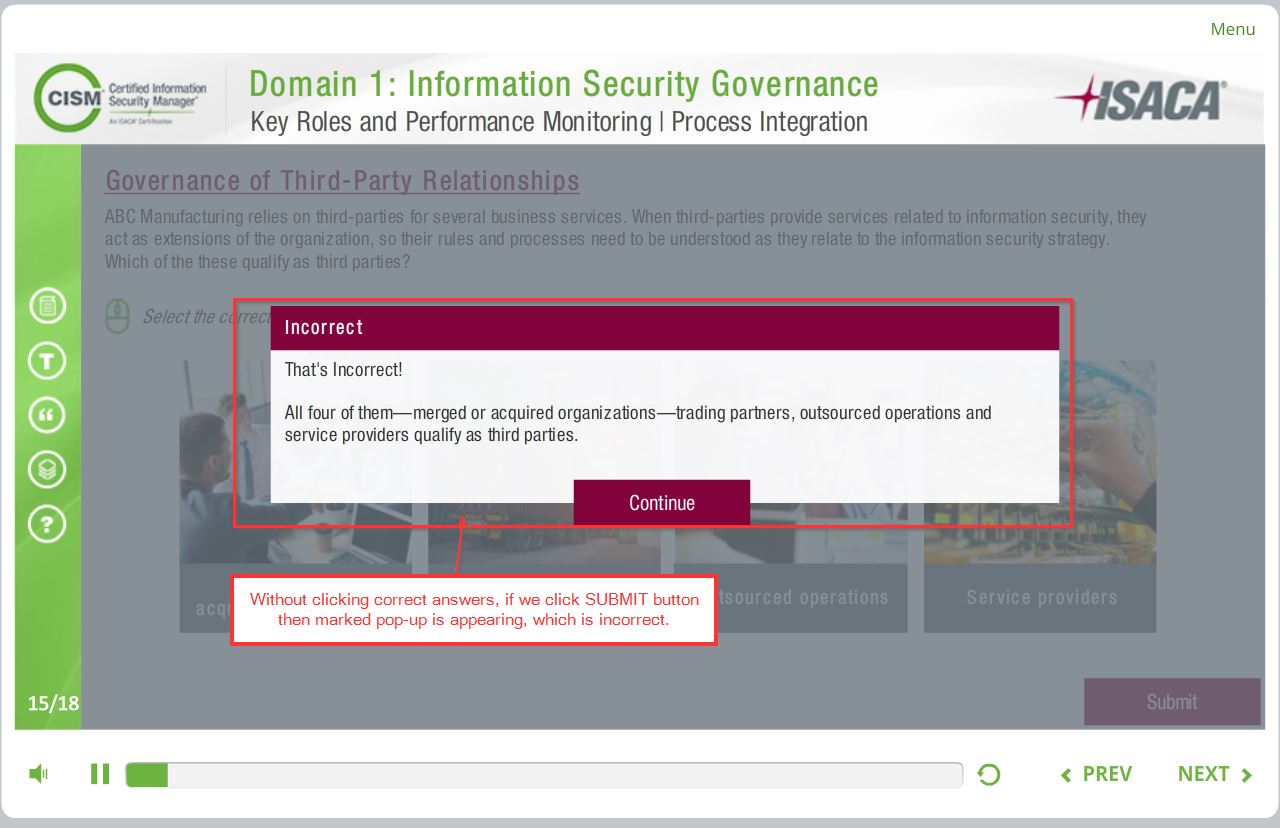 Menu
CISM
Certified Information
Security Manager®
An ISACA® Certification
Domain 1: Information Security Governance
Key Roles and Performance Monitoring | Process Integration
ISACA®
Governance of Third-Party Relationships
ABC Manufacturing relies on third-parties for several business services. When third-parties provide services related to information security, they
act as extensions of the organization, so their rules and processes need to be understood as they relate to the information security strategy.
Which of the these qualify as third parties?
Select the correct
Incorrect
That's Incorrect!
All four of them—merged or acquired organizations—trading partners, outsourced operations and
service providers qualify as third parties.
Continue
Without clicking correct answers, if we click SUBMIT button
then marked pop-up is appearing, which is incorrect.
operations
Service providers
15/18
Submit
PREV
NEXT